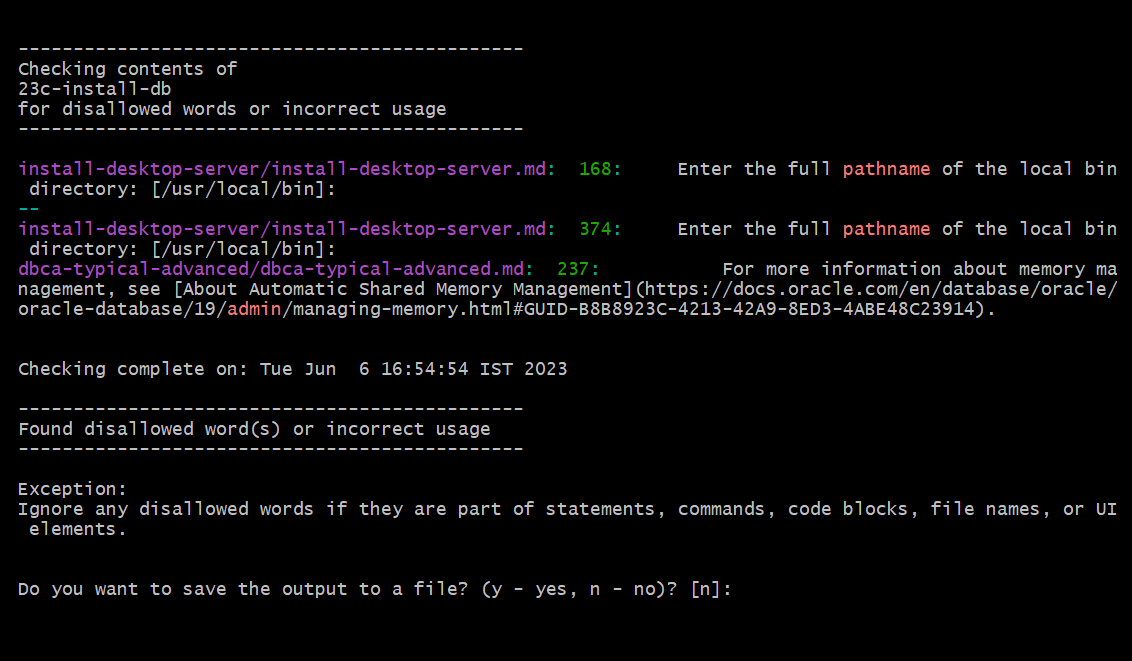 ----------------------------------------------
Checking contents of
23c-install-db
for disallowed words or incorrect usage
----------------------------------------------
install-desktop-server/install-desktop-server.md:  168:     Enter the full pathname of the local bin
 directory: [/usr/local/bin]:
--
install-desktop-server/install-desktop-server.md:  374:     Enter the full pathname of the local bin
 directory: [/usr/local/bin]:
dbca-typical-advanced/dbca-typical-advanced.md:  237:           For more information about memory ma
nagement, see [About Automatic Shared Memory Management](https://docs.oracle.com/en/database/oracle/
oracle-database/19/admin/managing-memory.html#GUID-B8B8923C-4213-42A9-8ED3-4ABE48C23914).
Checking complete on: Tue Jun  6 16:54:54 IST 2023
----------------------------------------------
Found disallowed word(s) or incorrect usage
----------------------------------------------
Exception:
Ignore any disallowed words if they are part of statements, commands, code blocks, file names, or UI
 elements.
Do you want to save the output to a file? (y - yes, n - no)? [n]: